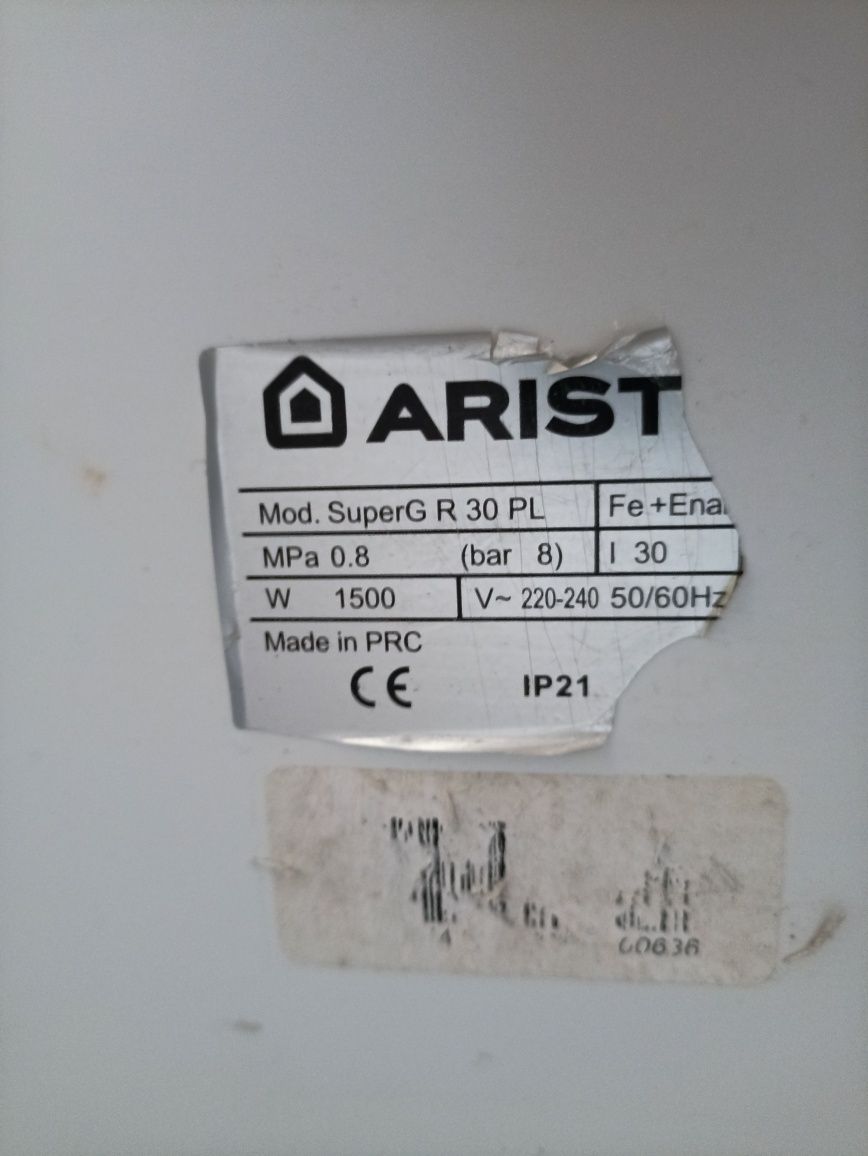 ARIST
Mod. SuperG R 30 PL Fe+Ena
MPa 0.8 (bar 8) l 30
W 1500 V~ 220-240 50/60Hz
Made in PRC
CE IP21
4